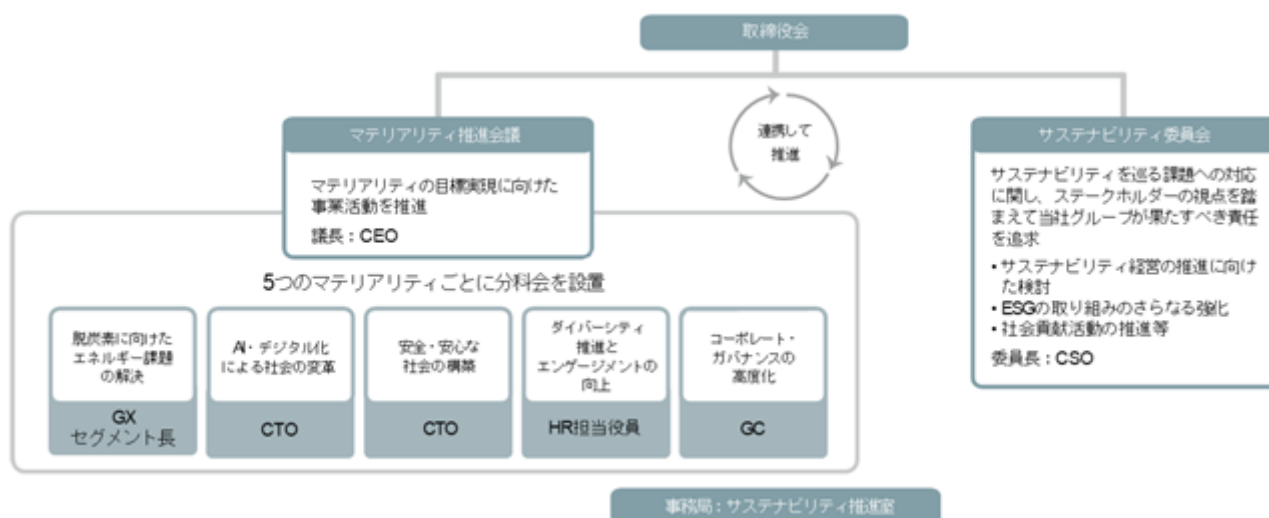 取締役会
マテリアリティ推進会議
マテリアリティの目標実現に向けた
事業活動を推進
議長：CEO
連携して
推進
サステナビリティ委員会
サステナビリティを巡る課題への対応
に関し、ステークホルダーの視点を踏
まえて当社グループが果たすべき責任
を追求
• サステナビリティ経営の推進に向け
た検討
• ESGの取り組みのさらなる強化
• 社会貢献活動の推進等
委員長：CSO
5つのマテリアリティごとに分科会を設置
脱炭素に向けた
エネルギー課題
の解決
GX
セグメント長
AI・デジタル化
による社会の変革
CTO
安全・安心な
社会の構築
CTO
ダイバーシティ
推進と
エンゲージメントの
向上
HR担当役員
コーポレート・
ガバナンスの
高度化
GC
事務局：サステナビリティ推進室